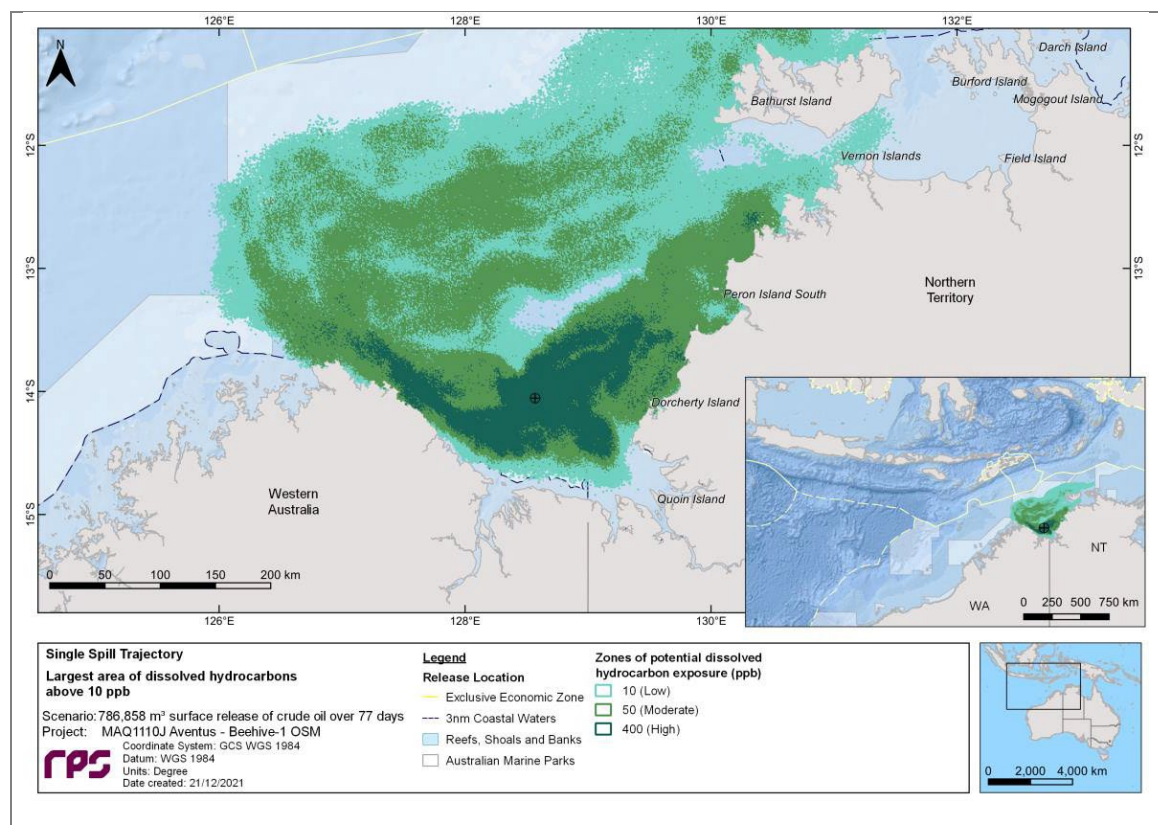 126°E
128°E
130°E
132°E
N
Darch Island
Burford Island
Bathurst Island
Mogogout Island
12°S
12°S
Vernon Islands
Field Island
13°S
13°S
Northern
Territory
Peron Island South
14°S
Dorcherty Island
Western
Australia
Quoin Island
15°S
NT
WA
0 50 100 150 200 km
0 250 500 750 km
126°E
128°E
130°E
132°E
Single Spill Trajectory
Largest area of dissolved hydrocarbons
above 10 ppb
Scenario: 786,858 m³ surface release of crude oil over 77 days
Project: MAQ1110J Aventus - Beehive-1 OSM
rps
Coordinate System: GCS WGS 1984
Datum: WGS 1984
Units: Degree
Date created: 21/12/2021
Legend
Release Location
Exclusive Economic Zone
3nm Coastal Waters
Reefs, Shoals and Banks
Australian Marine Parks
Zones of potential dissolved
hydrocarbon exposure (ppb)
10 (Low)
50 (Moderate)
400 (High)
0 2,000 4,000 km